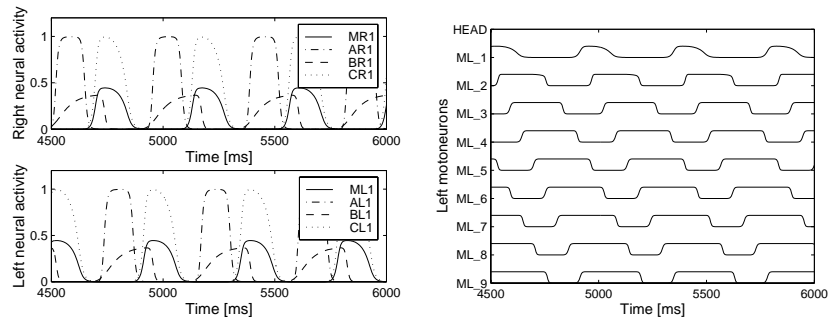 Right neural activity
1
0.5
0
MR1
AR1
BR1
CR1
4500
5000
5500
6000
Time [ms]
Left neural activity
1
0.5
0
ML1
AL1
BL1
CL1
4500
5000
5500
6000
Time [ms]
Left motoneurons
HEAD
ML_1
ML_2
ML_3
ML_4
ML_5
ML_6
ML_7
ML_8
ML_9
4500
5000
5500
6000
Time [ms]